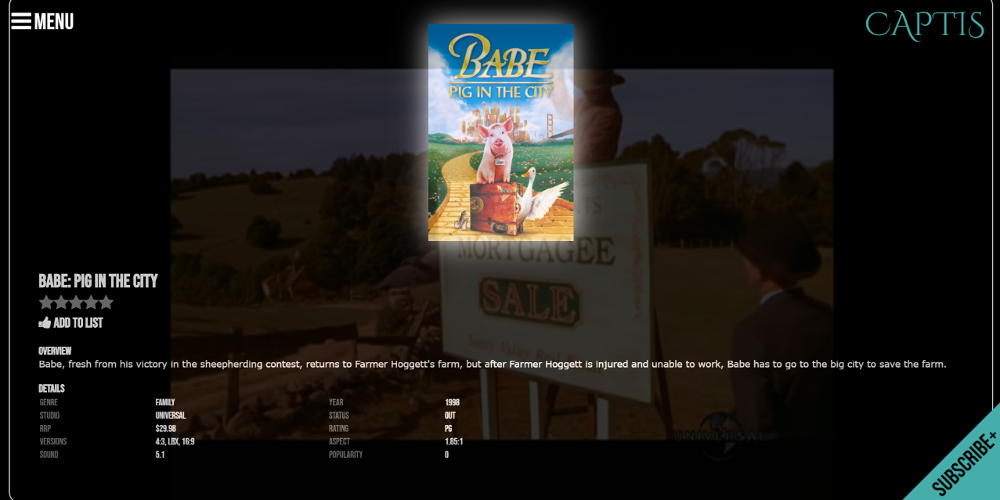 MENU
CAPTIS
BABE
PIG IN THE CITY
MORTGAGEE
SALE
BABE: PIG IN THE CITY
ADD TO LIST
OVERVIEW
Babe, fresh from his victory in the sheepherding contest, returns to Farmer Hoggett's farm, but after Farmer Hoggett is injured and unable to work, Babe has to go to the big city to save the farm.
DETAILS
GENRE FAMILY YEAR 1998
STUDIO UNIVERSAL STATUS OUT
RRP $29.98 RATING PG
VERSIONS 4:3, LBX, 16:9 ASPECT 1.85:1
SOUND 5.1 POPULARITY 0
UNIVERSAL
SUBSCRIBE+